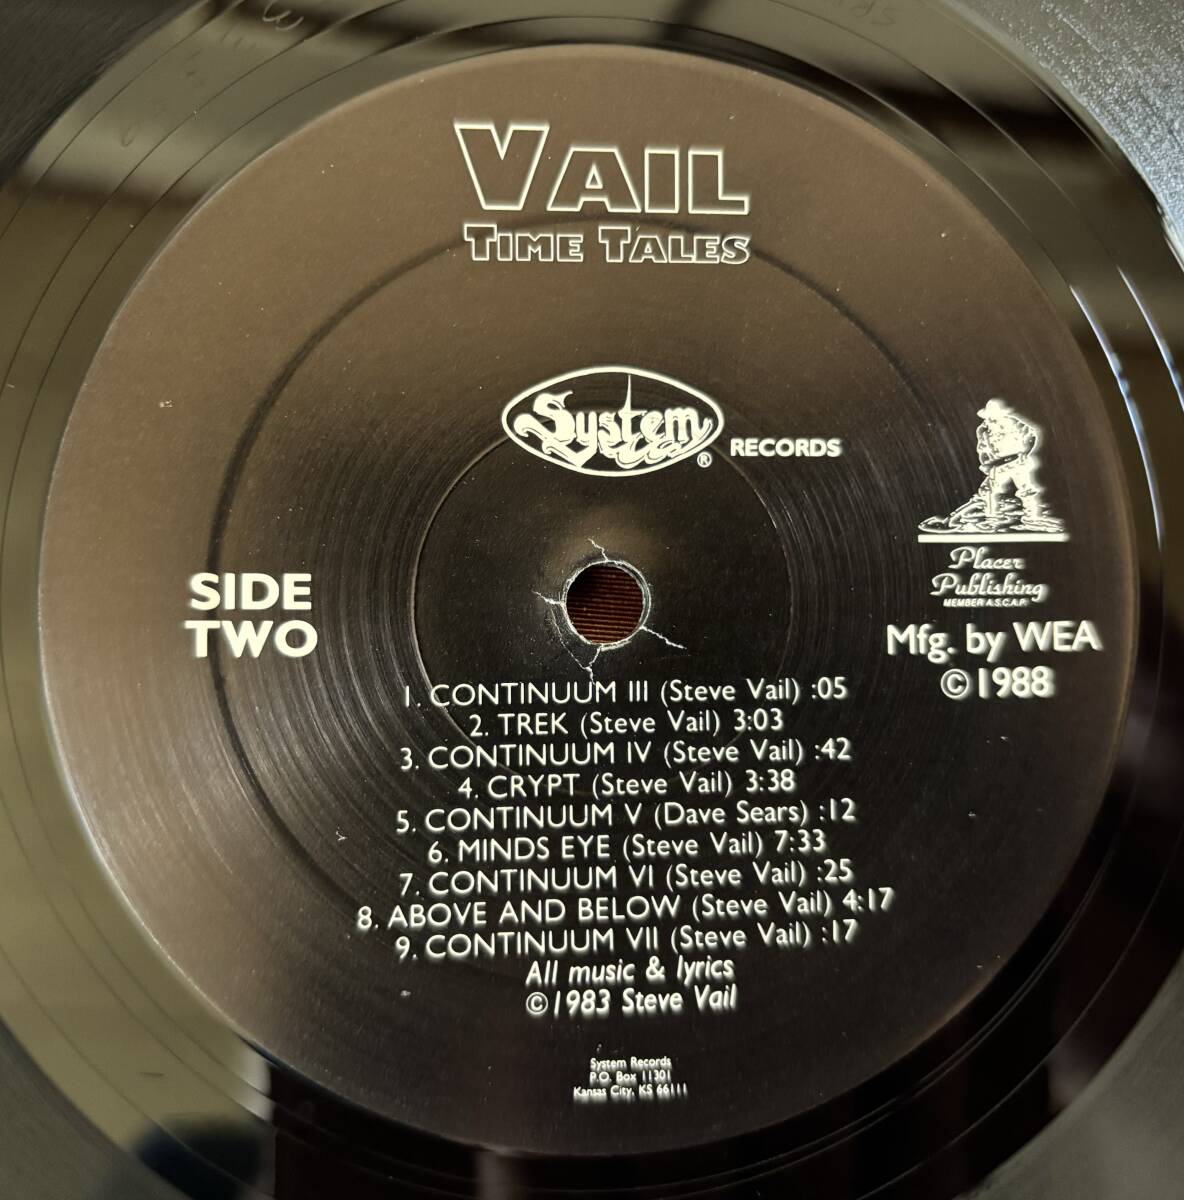 VAIL
TIME TALES
System
®
RECORDS
Placer
Publishing
MEMBER A.S.C.A.P.
SIDE
TWO
Mfg. by WEA
©1988
1. CONTINUUM III (Steve Vail) :05
2. TREK (Steve Vail) 3:03
3. CONTINUUM IV (Steve Vail) :42
4. CRYPT (Steve Vail) 3:38
5. CONTINUUM V (Dave Sears) :12
6. MINDS EYE (Steve Vail) 7:33
7. CONTINUUM VI (Steve Vail) :25
8. ABOVE AND BELOW (Steve Vail) 4:17
9. CONTINUUM VII (Steve Vail) :17
All music & lyrics
©1983 Steve Vail
System Records
P.O. Box 11301
Kansas City, KS 66111